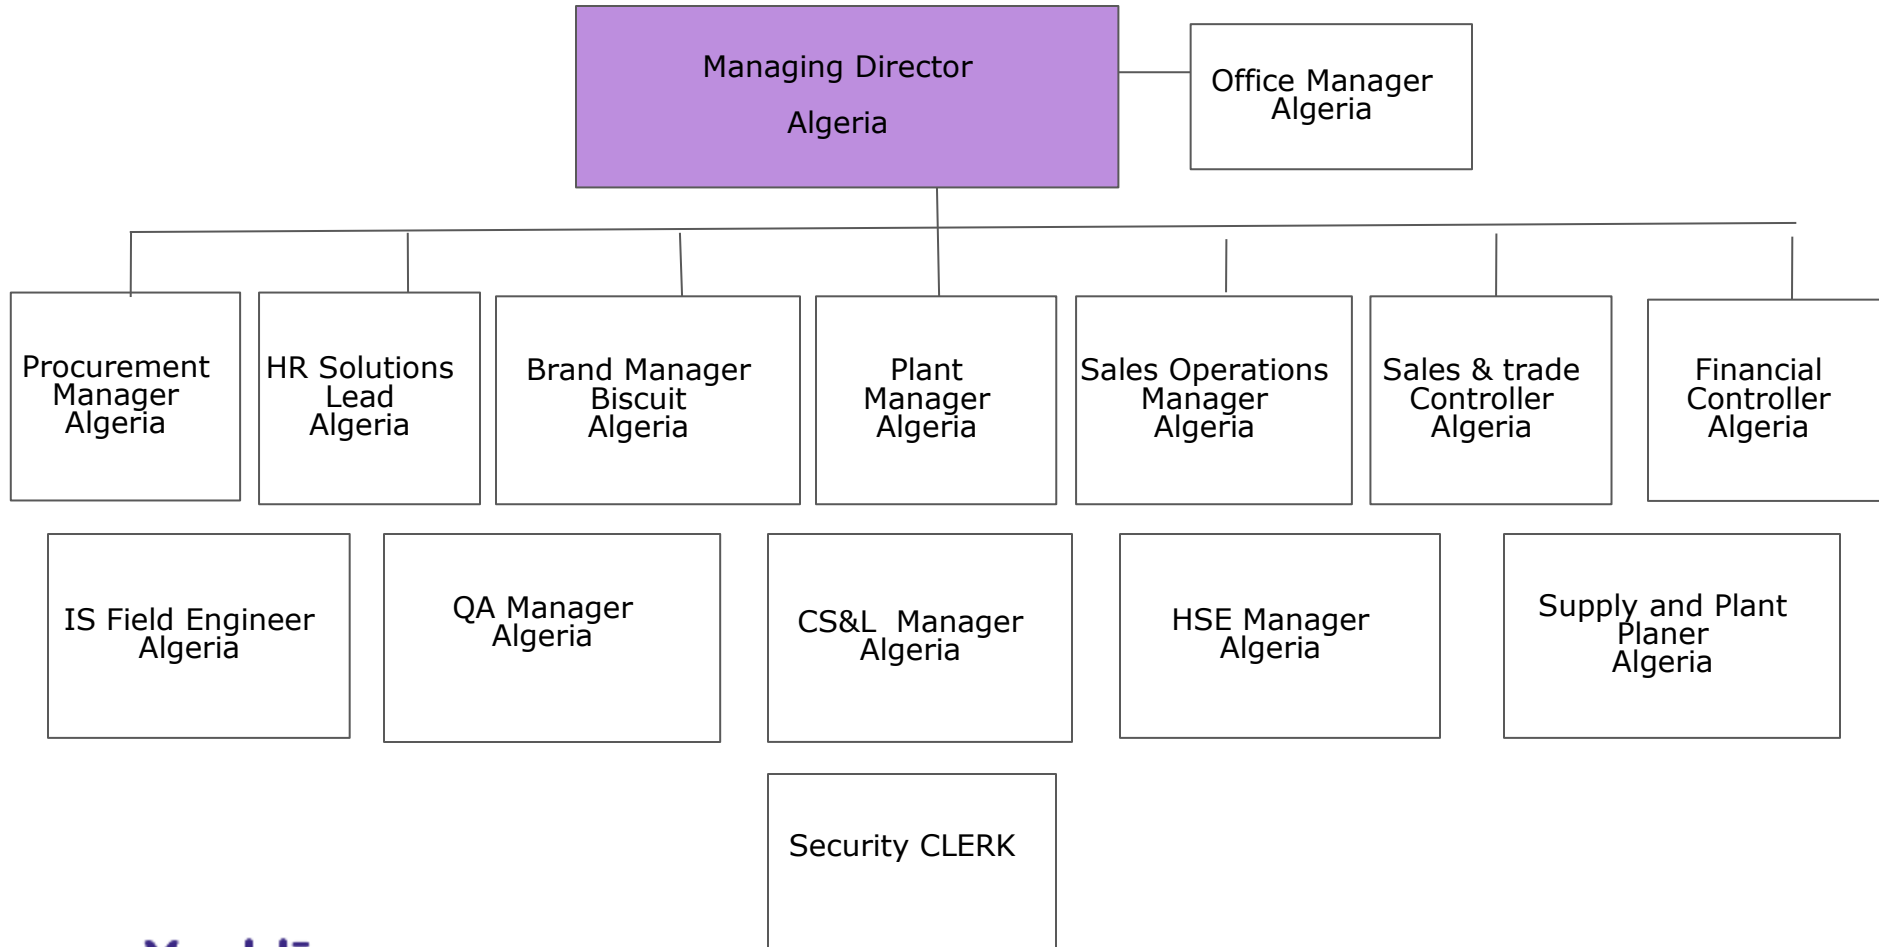 Managing Director
Algeria
Office Manager
Algeria
Procurement
Manager
Algeria
HR Solutions
Lead
Algeria
Brand Manager
Biscuit
Algeria
Plant
Manager
Algeria
Sales Operations
Manager
Algeria
Sales & trade
Controller
Algeria
Financial
Controller
Algeria
IS Field Engineer
Algeria
QA Manager
Algeria
CS&L  Manager
Algeria
HSE Manager
Algeria
Supply and Plant
Planer
Algeria
Security CLERK